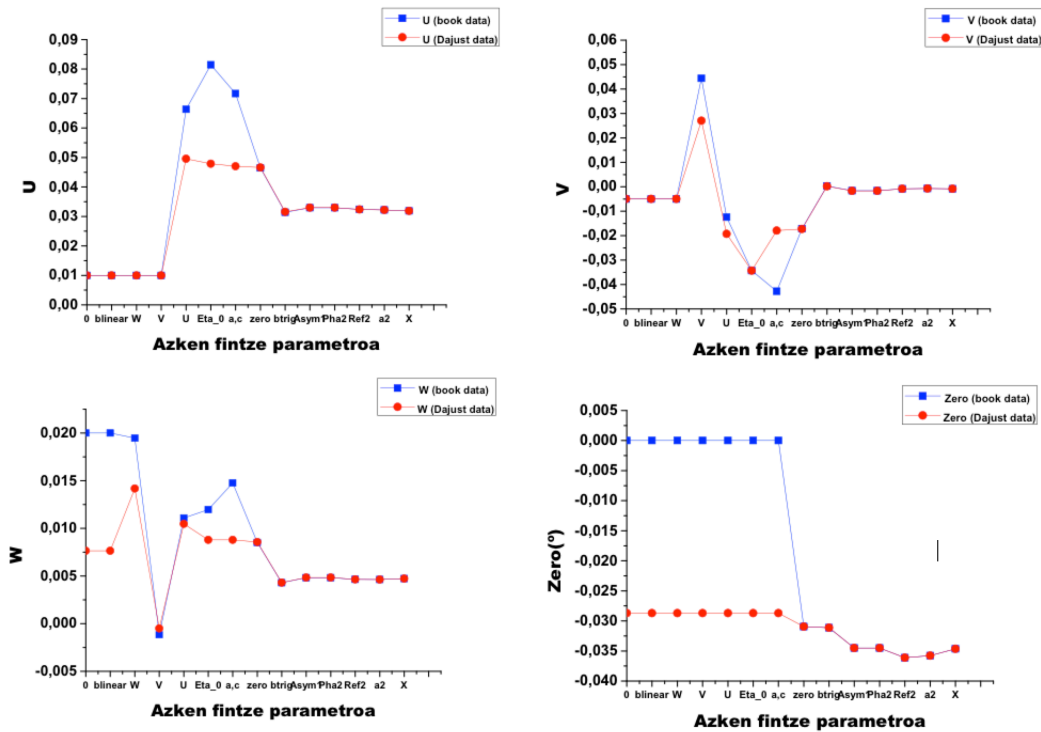 U (book data)
U (Dajust data)
0,09
0,08
0,07
0,06
0,05
0,04
0,03
0,02
0,01
0,00
U
0 blinear W V U Eta_0 a,c zero btrig Asym1 Pha2 Ref2 a2 X
Azken fintze parametroa
V (book data)
V (Dajust data)
0,06
0,05
0,04
0,03
0,02
0,01
0,00
-0,01
-0,02
-0,03
-0,04
-0,05
V
0 blinear W V U Eta_0 a,c zero btrig Asym1 Pha2 Ref2 a2 X
Azken fintze parametroa
W (book data)
W (Dajust data)
0,020
0,015
0,010
0,005
0,000
-0,005
W
0 blinear W V U Eta_0 a,c zero btrig Asym1 Pha2 Ref2 a2 X
Azken fintze parametroa
Zero (book data)
Zero (Dajust data)
0,005
0,000
-0,005
-0,010
-0,015
-0,020
-0,025
-0,030
-0,035
-0,040
Zero(º)
0 blinear W V U Eta_0 a,c zero btrig Asym1 Pha2 Ref2 a2 X
Azken fintze parametroa